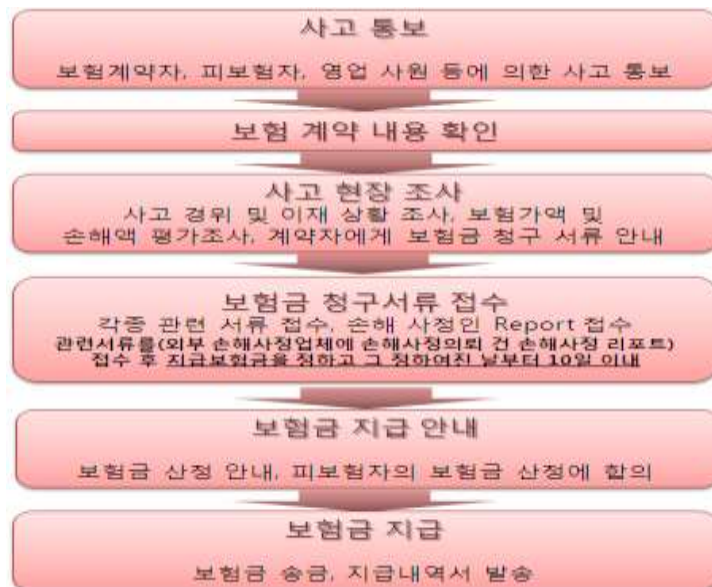 사고 통보
보험계약자, 피보험자, 영업 사원 등에 의한 사고 통보
보험 계약 내용 확인
사고 현장 조사
사고 경위 및 이재 상황 조사, 보험가액 및
손해액 평가조사, 계약자에게 보험금 청구 서류 안내
보험금 청구서류 접수
각종 관련 서류 접수, 손해 사정인 Report 접수
관련서류를(외부 손해사정업체에 손해사정의뢰 건 손해사정 리포트)
접수 후 지급보험금을 정하고 그 정하여진 날부터 10일 이내
보험금 지급 안내
보험금 산정 안내, 피보험자의 보험금 산정에 합의
보험금 지급
보험금 송금, 지급내역서 발송